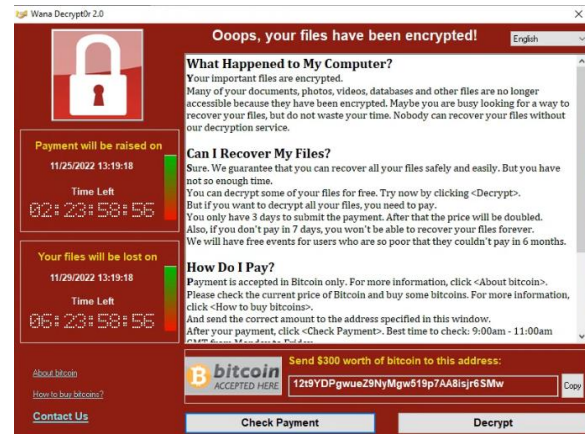 Wana Decrypt0r 2.0
Ooops, your files have been encrypted!
English
Payment will be raised on
11/25/2022 13:19:18
Time Left
02:23:58:56
Your files will be lost on
11/29/2022 13:19:18
Time Left
06:23:58:56
About bitcoin
How to buy bitcoins?
Contact Us
What Happened to My Computer?
Your important files are encrypted.
Many of your documents, photos, videos, databases and other files are no longer
accessible because they have been encrypted. Maybe you are busy looking for a way to
recover your files, but do not waste your time. Nobody can recover your files without
our decryption service.
Can I Recover My Files?
Sure. We guarantee that you can recover all your files safely and easily. But you have
not so enough time.
You can decrypt some of your files for free. Try now by clicking <Decrypt>.
But if you want to decrypt all your files, you need to pay.
You only have 3 days to submit the payment. After that the price will be doubled.
Also, if you don't pay in 7 days, you won't be able to recover your files forever.
We will have free events for users who are so poor that they couldn't pay in 6 months.
How Do I Pay?
Payment is accepted in Bitcoin only. For more information, click <About bitcoin>.
Please check the current price of Bitcoin and buy some bitcoins. For more information,
click <How to buy bitcoins>.
And send the correct amount to the address specified in this window.
After your payment, click <Check Payment>. Best time to check: 9:00am - 11:00am
GMT from Monday to Friday.
bitcoin
ACCEPTED HERE
Send $300 worth of bitcoin to this address:
12t9YDPgwueZ9NyMgw519p7AA8isjr6SMw
Copy
Check Payment
Decrypt